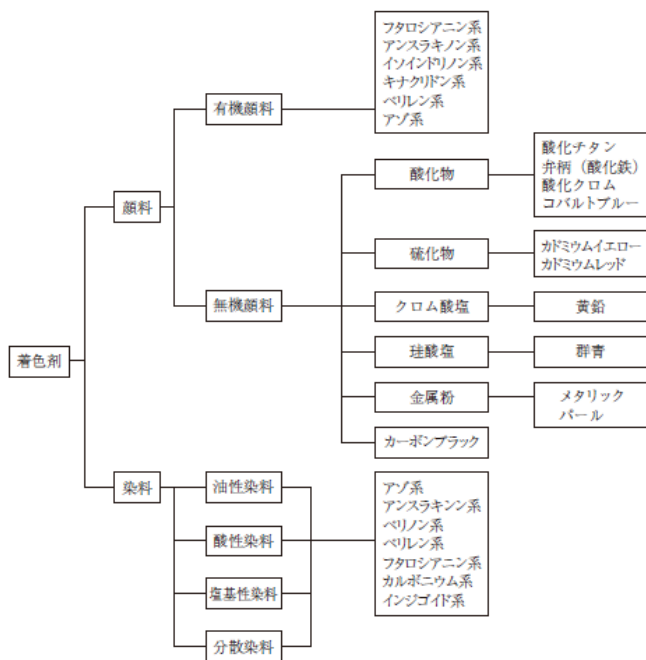 フタロシアニン系
アンスラキノン系
イソインドリノン系
キナクリドン系
ペリレン系
アゾ系
有機顔料
酸化物
酸化チタン
弁柄（酸化鉄）
酸化クロム
コバルトブルー
顔料
硫化物
カドミウムイエロー
カドミウムレッド
無機顔料
クロム酸塩
黄鉛
珪酸塩
群青
着色剤
金属粉
メタリック
パール
カーボンブラック
染料
油性染料
酸性染料
塩基性染料
分散染料
アゾ系
アンスラキンン系
ペリノン系
ペリレン系
フタロシアニン系
カルボニウム系
インジゴイド系